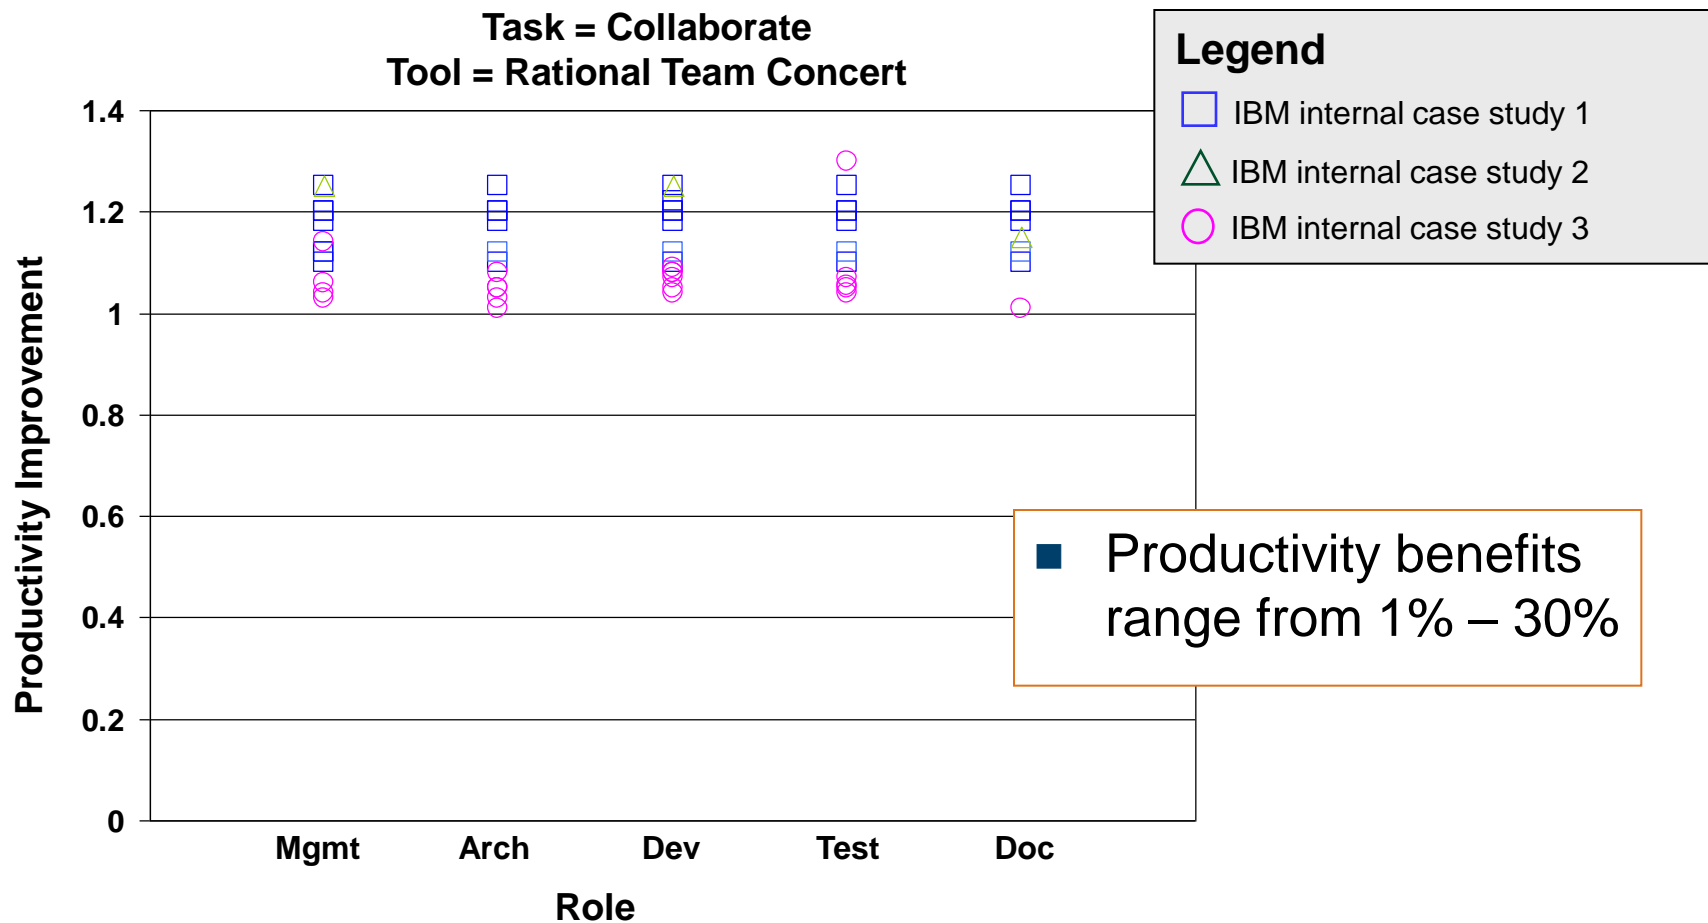 Task = Collaborate
Tool = Rational Team Concert
Legend
IBM internal case study 1
IBM internal case study 2
IBM internal case study 3
Productivity Improvement
1.4
1.2
1
0.8
0.6
0.4
0.2
0
■ Productivity benefits
range from 1% – 30%
Mgmt Arch Dev Test Doc
Role